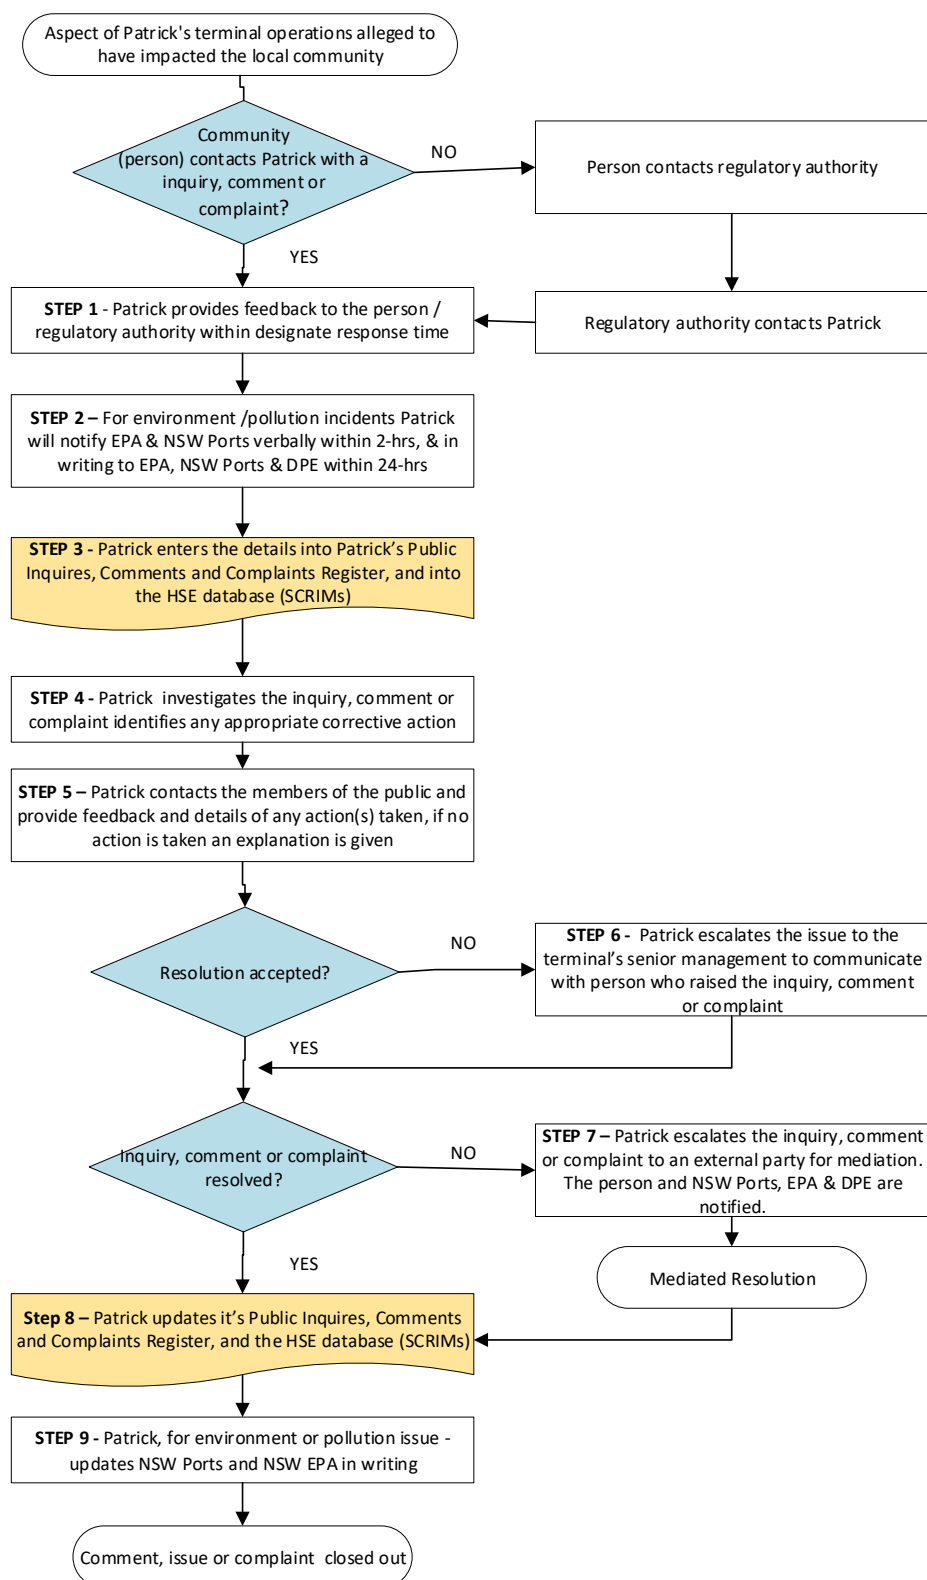 Aspect of Patrick's terminal operations alleged to
have impacted the local community
Community
(person) contacts Patrick with a
inquiry, comment or
complaint?
NO
Person contacts regulatory authority
YES
STEP 1 - Patrick provides feedback to the person /
regulatory authority within designate response time
Regulatory authority contacts Patrick
STEP 2 – For environment /pollution incidents Patrick
will notify EPA & NSW Ports verbally within 2-hrs, & in
writing to EPA, NSW Ports & DPE within 24-hrs
STEP 3 - Patrick enters the details into Patrick's Public
Inquires, Comments and Complaints Register, and into
the HSE database (SCRIMs)
STEP 4 - Patrick investigates the inquiry, comment or
complaint identifies any appropriate corrective action
STEP 5 – Patrick contacts the members of the public and
provide feedback and details of any action(s) taken, if no
action is taken an explanation is given
Resolution accepted?
NO
STEP 6 - Patrick escalates the issue to the
terminal's senior management to communicate
with person who raised the inquiry, comment
or complaint
YES
Inquiry, comment or complaint
resolved?
NO
STEP 7 – Patrick escalates the inquiry, comment
or complaint to an external party for mediation.
The person and NSW Ports, EPA & DPE are
notified.
YES
Mediated Resolution
Step 8 – Patrick updates it's Public Inquires, Comments
and Complaints Register, and the HSE database (SCRIMs)
STEP 9 - Patrick, for environment or pollution issue -
updates NSW Ports and NSW EPA in writing
Comment, issue or complaint closed out